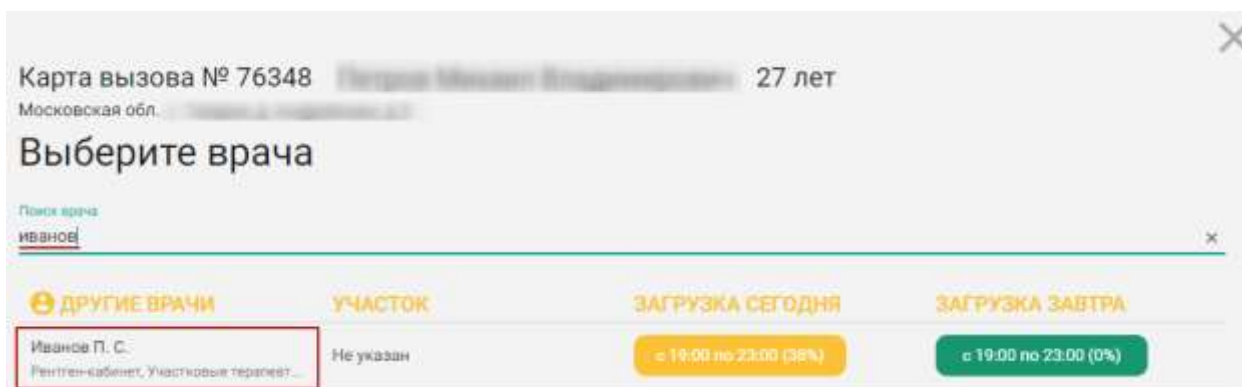 Карта вызова № 76348 27 лет
Московская обл.
Выберите врача
Поиск врача
иванов
ДРУГИЕ ВРАЧИ УЧАСТОК ЗАГРУЗКА СЕГОДНЯ ЗАГРУЗКА ЗАВТРА
Иванов П. С. Не указан с 19:00 по 23:00 (38%) с 19:00 по 23:00 (0%)
Рентген-кабинет, Участковые терапевт...